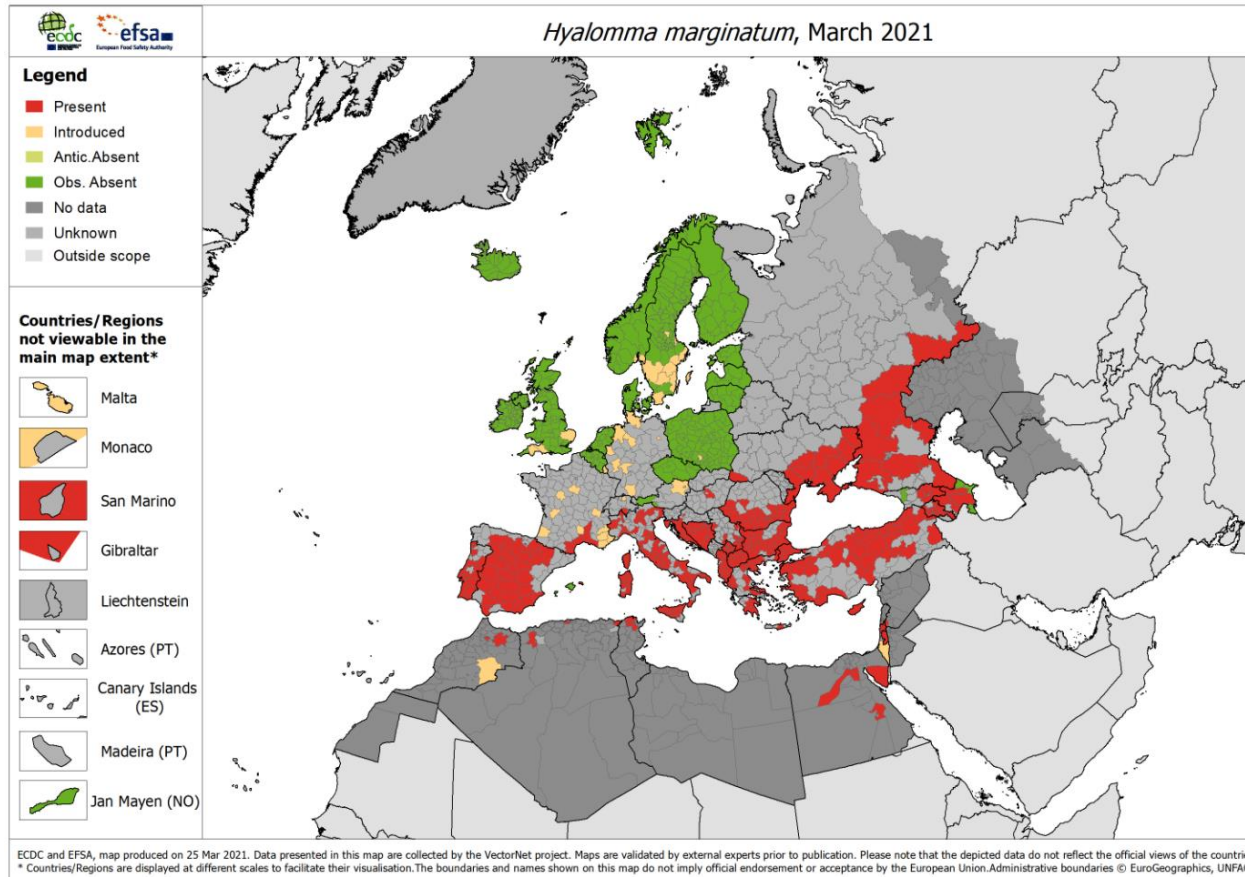 ecdc
efsa
European Food Safety Authority
Hyalomma marginatum, March 2021
Legend
Present
Introduced
Antic.Absent
Obs. Absent
No data
Unknown
Outside scope
Countries/Regions
not viewable in the
main map extent*
Malta
Monaco
San Marino
Gibraltar
Liechtenstein
Azores (PT)
Canary Islands
(ES)
Madeira (PT)
Jan Mayen (NO)
ECDC and EFSA, map produced on 25 Mar 2021. Data presented in this map are collected by the VectorNet project. Maps are validated by external experts prior to publication. Please note that the depicted data do not reflect the official views of the countri
* Countries/Regions are displayed at different scales to facilitate their visualisation.The boundaries and names shown on this map do not imply official endorsement or acceptance by the European Union.Administrative boundaries © EuroGeographics, UNFA